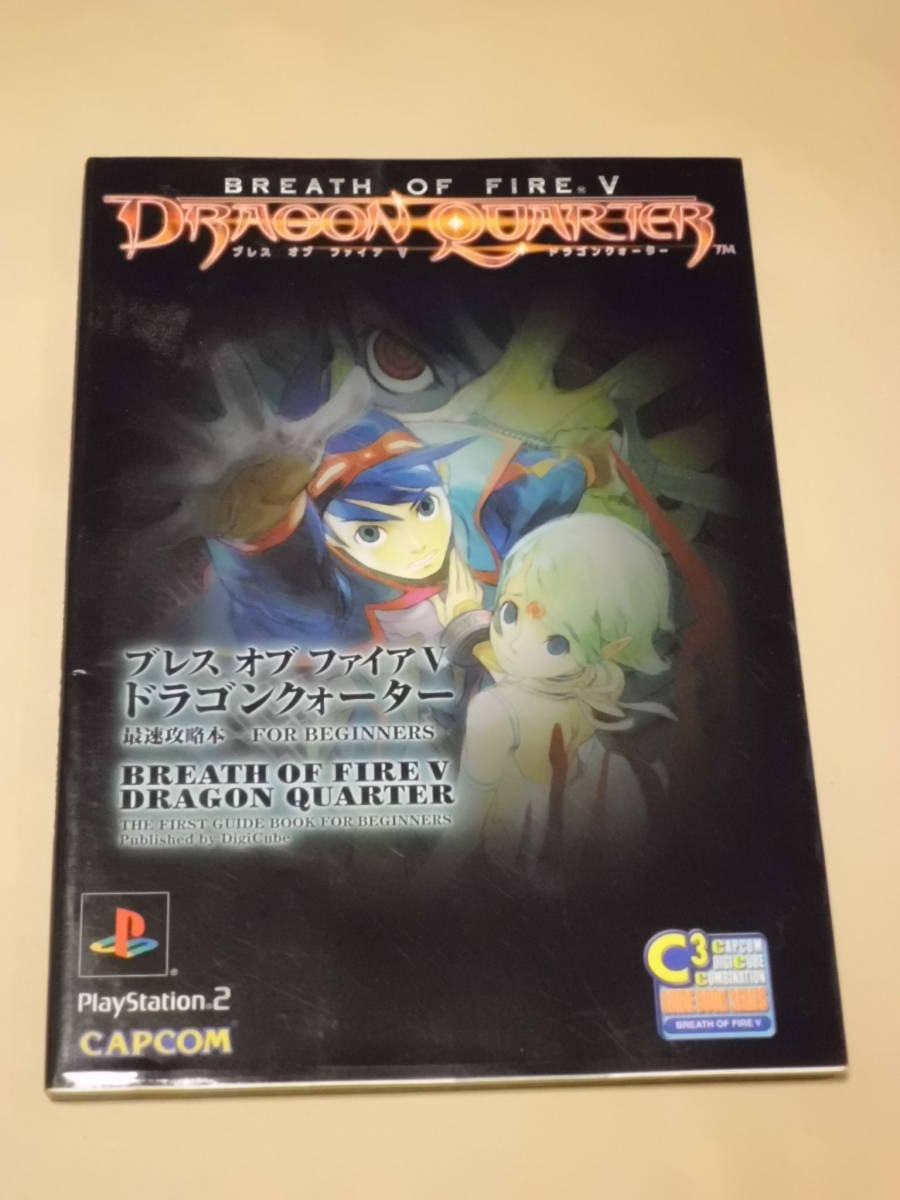 BREATH OF FIRE® V
DRAGON QUARTER™
ブレス オブ ファイア V ドラゴンクォーター
ブレス オブ ファイア V
ドラゴンクォーター
最速攻略本 FOR BEGINNERS
BREATH OF FIRE V
DRAGON QUARTER
THE FIRST GUIDE BOOK FOR BEGINNERS
Published by DigiCube
PlayStation®2
CAPCOM
C3
CAPCOM
DIGICUBE
COMBINATION
GUIDE BOOK SERIES
BREATH OF FIRE V